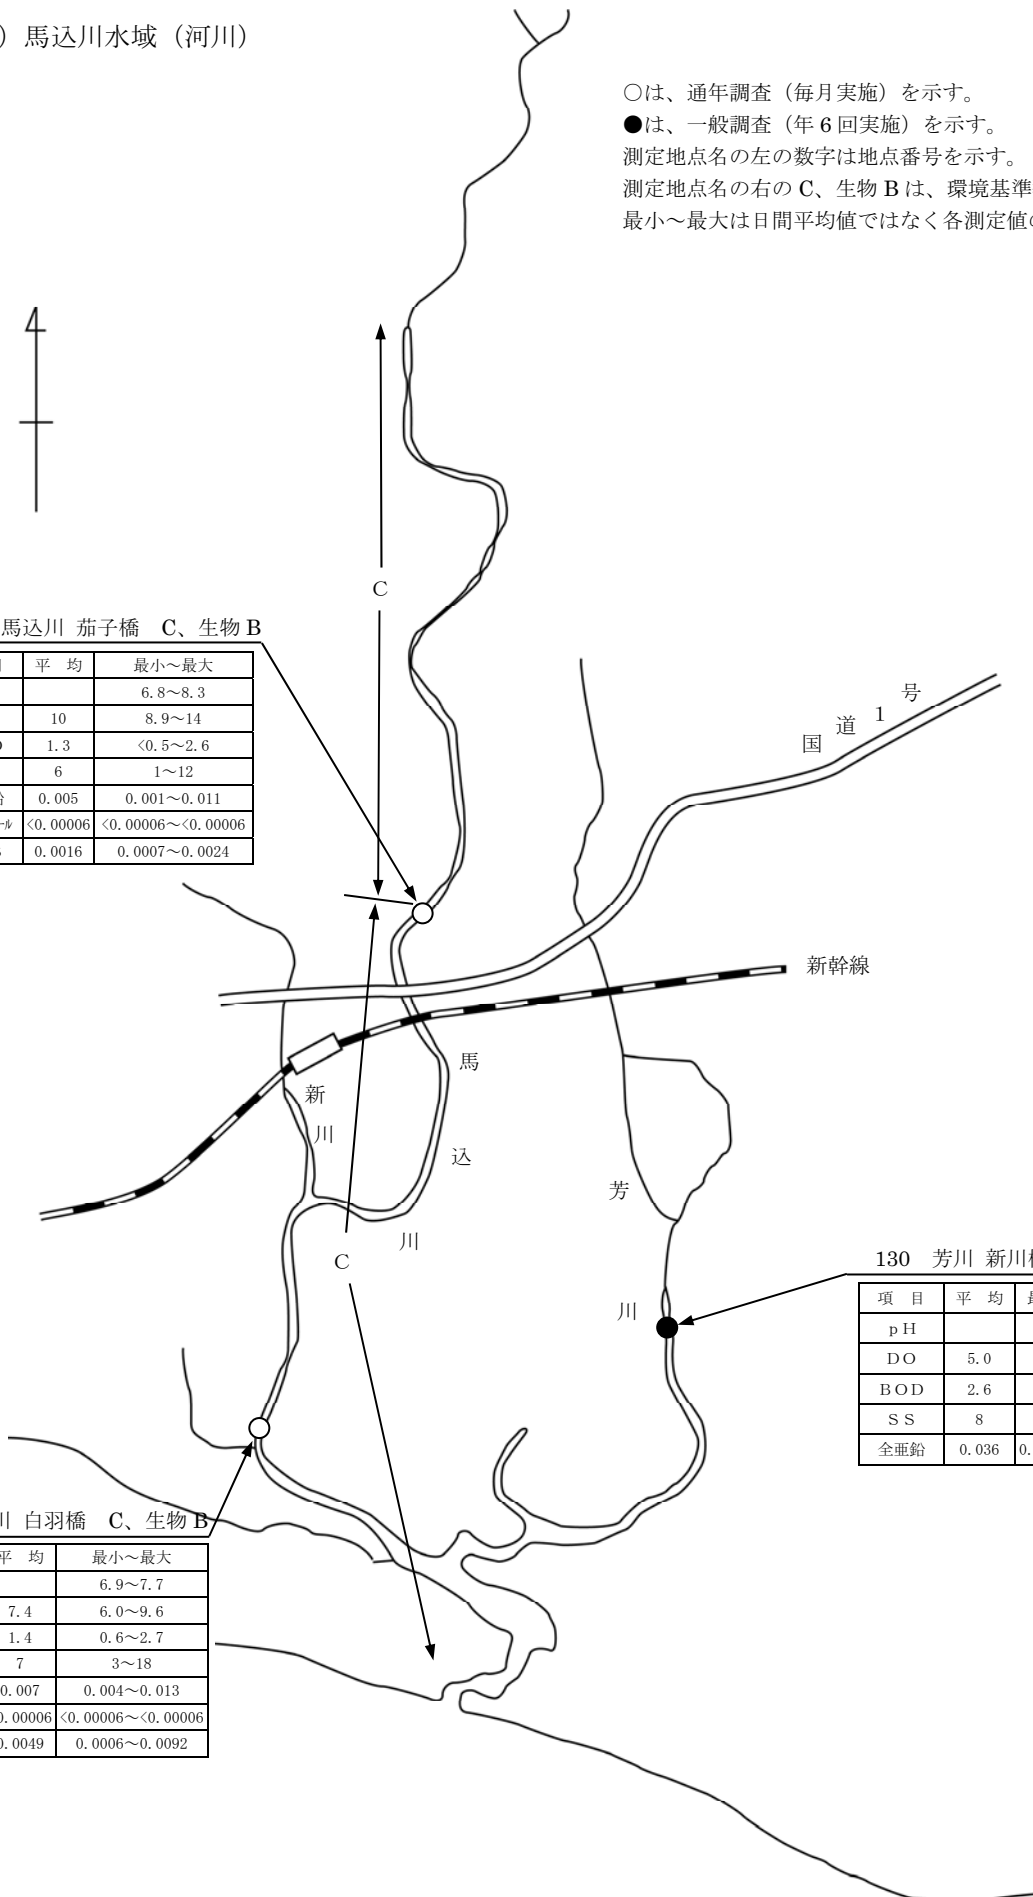 ）馬込川水域（河川）
○は、通年調査（毎月実施）を示す。
●は、一般調査（年 6 回実施）を示す。
測定地点名の左の数字は地点番号を示す。
測定地点名の右の C、生物 B は、環境基準
最小～最大は日間平均値ではなく各測定値
C
馬込川 茄子橋 C、生物 B
平 均 最小～最大
6.8～8.3
10 8.9～14
1.3 <0.5～2.6
6 1～12
0.005 0.001～0.011
<0.00006 <0.00006～<0.00006
0.0016 0.0007～0.0024
国道1号
新幹線
新川
馬込川
芳川
C
130 芳川 新川
項 目 平 均
pH
DO 5.0
BOD 2.6
SS 8
全亜鉛 0.036 0.
川 白羽橋 C、生物 B
平 均 最小～最大
6.9～7.7
7.4 6.0～9.6
1.4 0.6～2.7
7 3～18
0.007 0.004～0.013
0.00006 <0.00006～<0.00006
0.0049 0.0006～0.0092